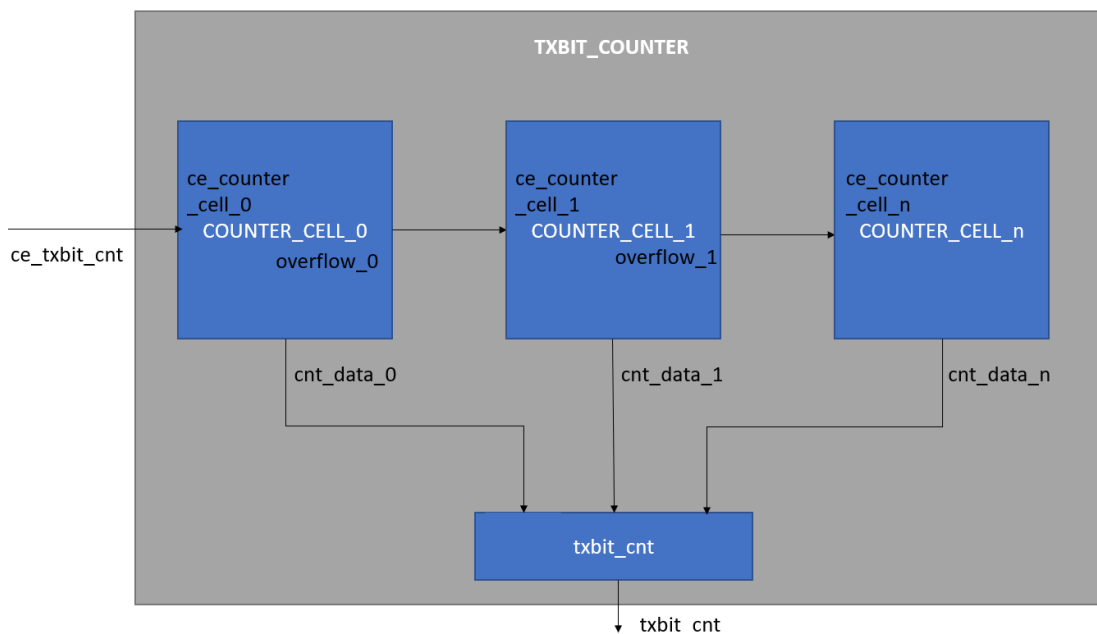 TXBIT_COUNTER
ce_counter
_cell_0
COUNTER_CELL_0
overflow_0
ce_counter
_cell_1
COUNTER_CELL_1
overflow_1
ce_counter
_cell_n
COUNTER_CELL_n
ce_txbit_cnt
cnt_data_0
cnt_data_1
cnt_data_n
txbit_cnt
txbit_cnt